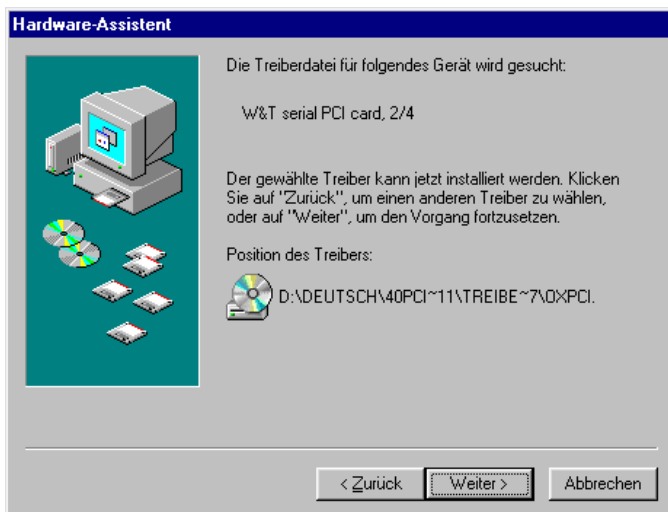 Hardware-Assistent
Die Treiberdatei für folgendes Gerät wird gesucht:
W&T serial PCI card, 2/4
Der gewählte Treiber kann jetzt installiert werden. Klicken
Sie auf "Zurück", um einen anderen Treiber zu wählen,
oder auf "Weiter", um den Vorgang fortzusetzen.
Position des Treibers:
D:\DEUTSCH\40PCI~11\TREIBE~7\OXPCI.
< Zurück Weiter > Abbrechen